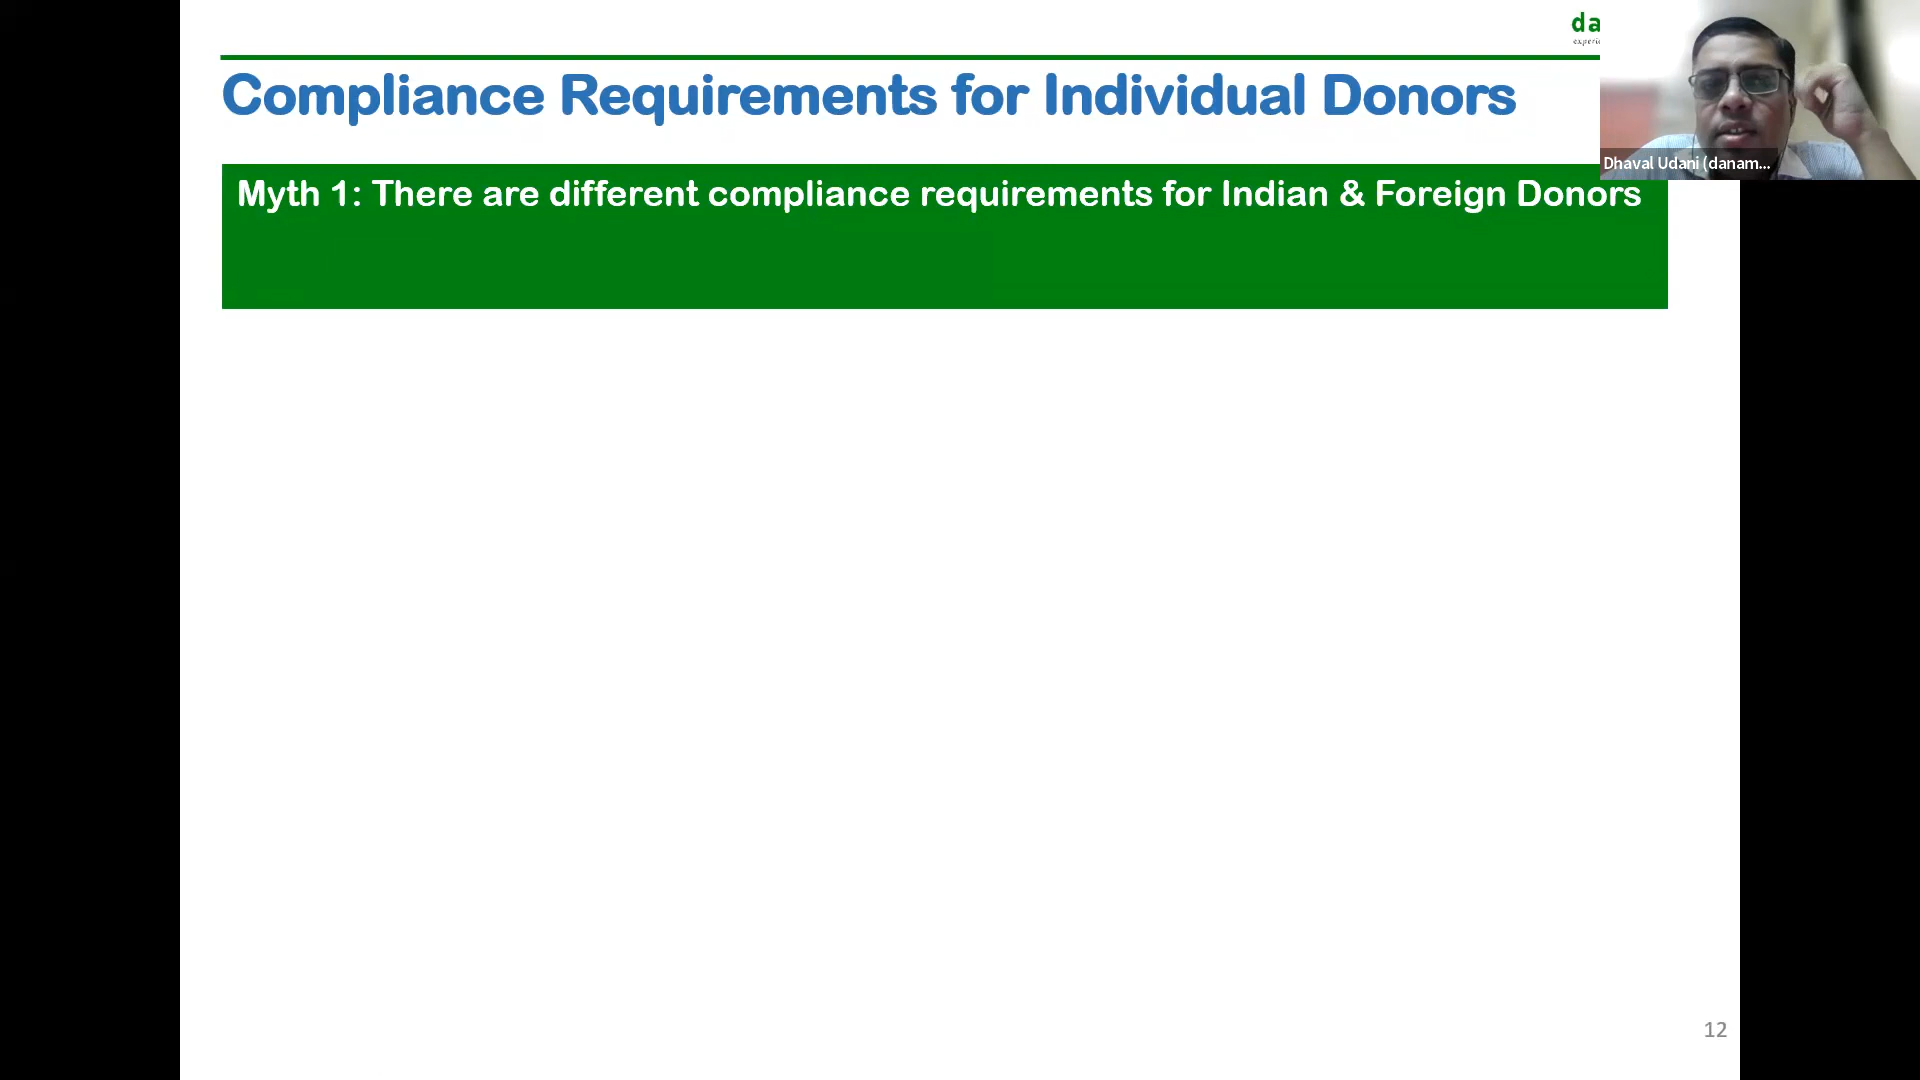 da
Compliance Requirements for Individual Donors
Dhaval Udani (danam...
Myth 1: There are different compliance requirements for Indian & Foreign Donors
12